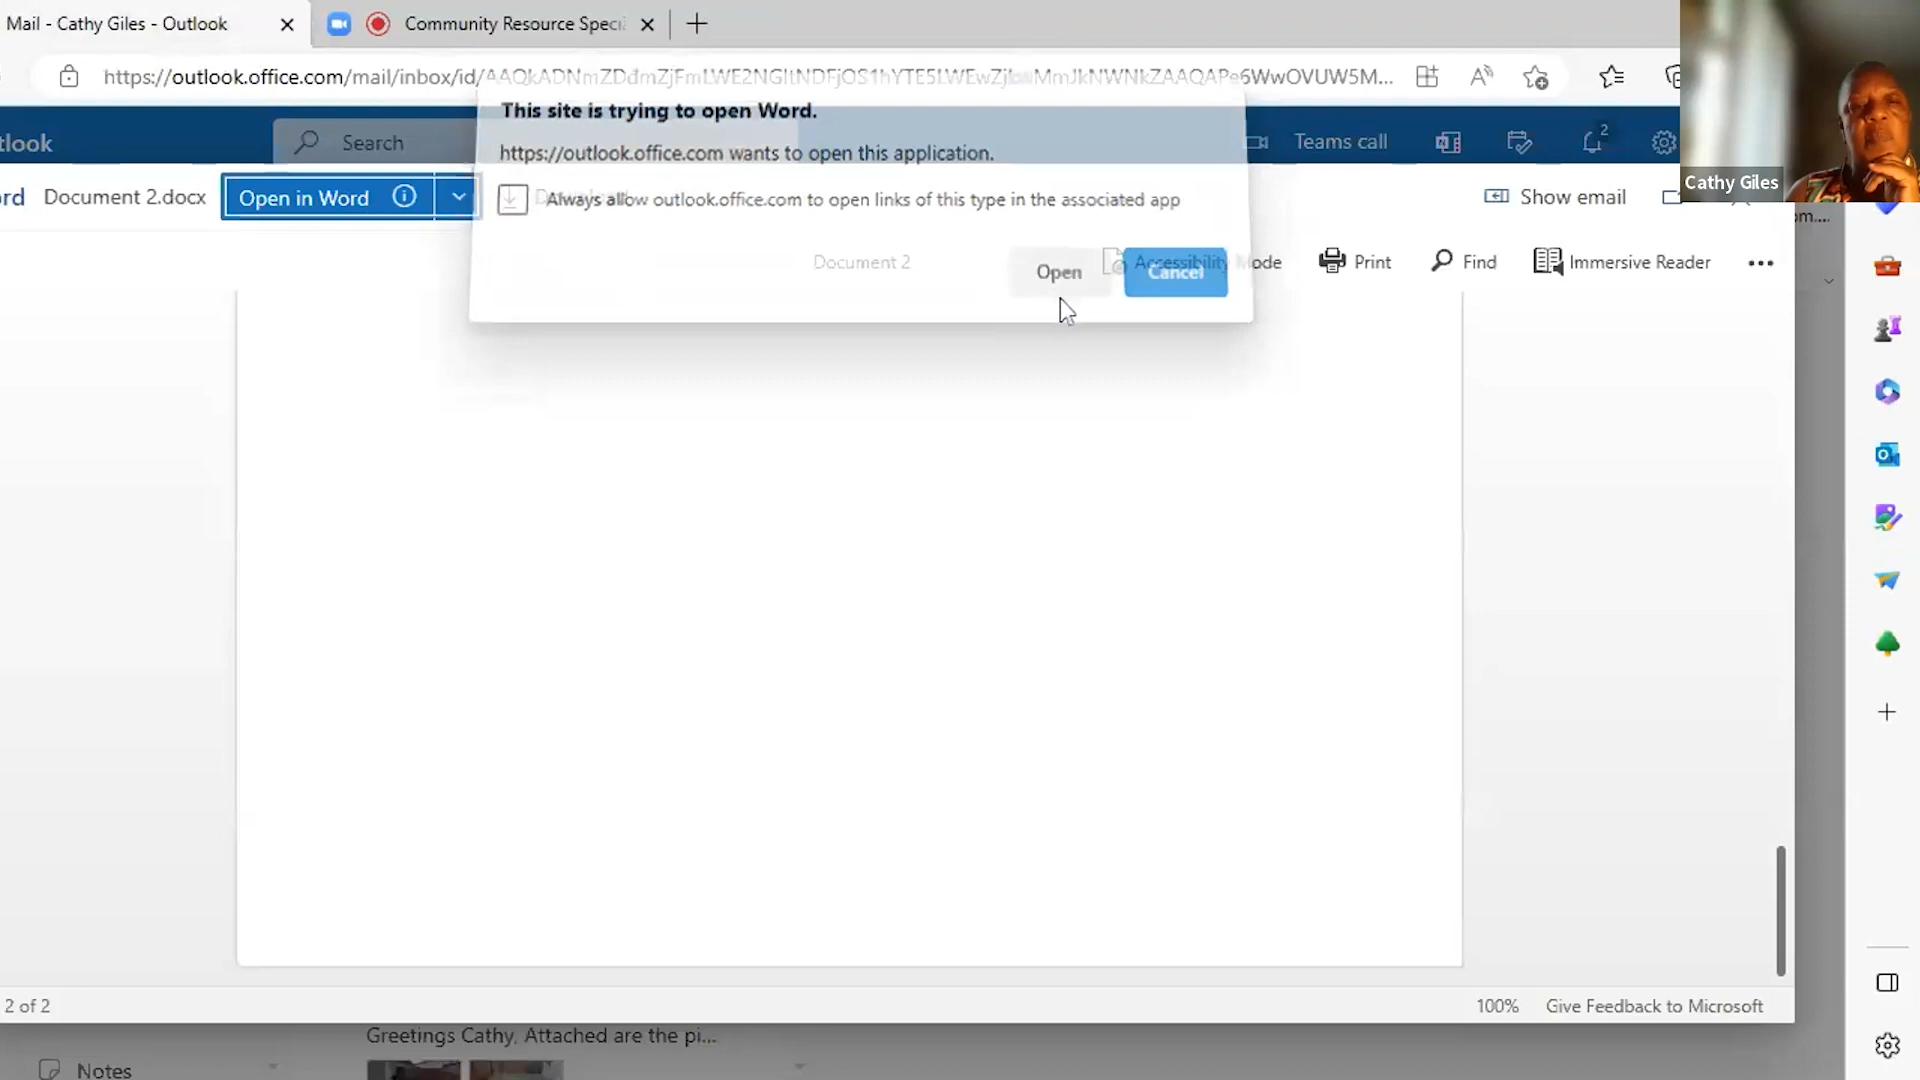 Mail - Cathy Giles - Outlook
Community Resource Speci
https://outlook.office.com/mail/inbox/id/
tlook
Search
Teams call
2
This site is trying to open Word.
https://outlook.office.com wants to open this application.
Always allow outlook.office.com to open links of this type in the associated app
Open
Cancel
rd
Document 2.docx
Open in Word
Show email
Cathy Giles
om....
Document 2
Accessibility Mode
Print
Find
Immersive Reader
2 of 2
100%
Give Feedback to Microsoft
Greetings Cathy, Attached are the pi...
Notes